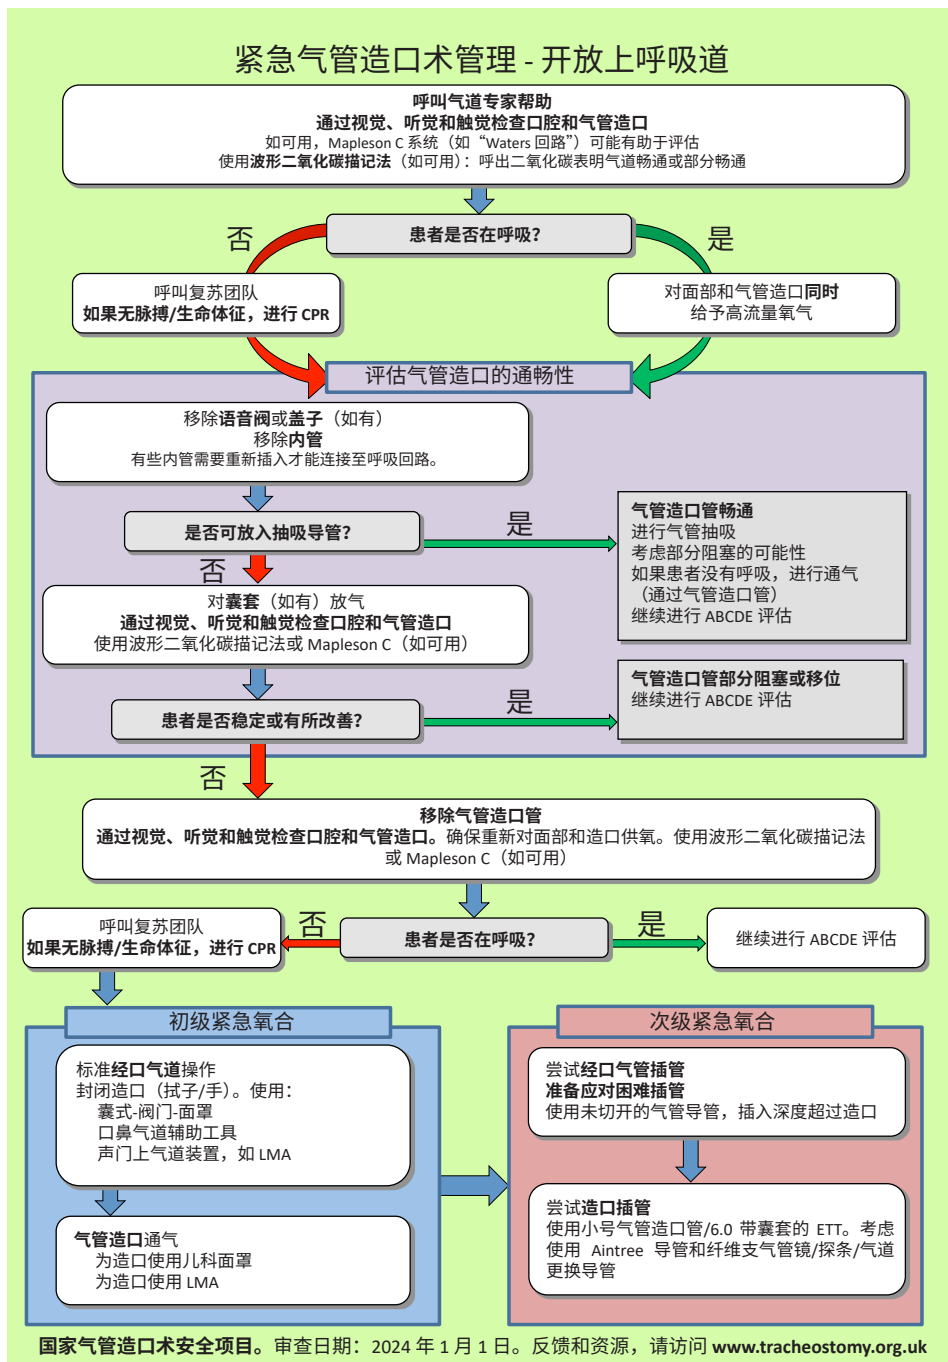 紧急气管造口术管理 - 开放上呼吸道
呼叫气道专家帮助
通过视觉、听觉和触觉检查口腔和气管造口
如可用，Mapleson C 系统（如“Waters 回路”）可能有助于评估
使用波形二氧化碳描记法（如可用）：呼出二氧化碳表明气道畅通或部分畅通
患者是否在呼吸？
否
是
呼叫复苏团队
如果无脉搏/生命体征，进行 CPR
对面部和气管造口同时
给予高流量氧气
评估气管造口的通畅性
移除语音阀或盖子（如有）
移除内管
有些内管需要重新插入才能连接至呼吸回路。
是否可放入抽吸导管？
是
气管造口管畅通
进行气管抽吸
考虑部分阻塞的可能性
如果患者没有呼吸，进行通气
（通过气管造口管）
继续进行 ABCDE 评估
否
对囊套（如有）放气
通过视觉、听觉和触觉检查口腔和气管造口
使用波形二氧化碳描记法或 Mapleson C（如可用）
患者是否稳定或有所改善？
是
气管造口管部分阻塞或移位
继续进行 ABCDE 评估
否
移除气管造口管
通过视觉、听觉和触觉检查口腔和气管造口。确保重新对面部和造口供氧。使用波形二氧化碳描记法
或 Mapleson C（如可用）
患者是否在呼吸？
否
是
呼叫复苏团队
如果无脉搏/生命体征，进行 CPR
继续进行 ABCDE 评估
初级紧急氧合
标准经口气道操作
封闭造口（拭子/手）。使用：
囊式-阀门-面罩
口鼻气道辅助工具
声门上气道装置，如 LMA
气管造口通气
为造口使用儿科面罩
为造口使用 LMA
次级紧急氧合
尝试经口气管插管
准备应对困难插管
使用未切开的气管导管，插入深度超过造口
尝试造口插管
使用小号气管造口管/6.0 带囊套的 ETT。考虑
使用 Aintree 导管和纤维支气管镜/探条/气道
更换导管
国家气管造口术安全项目。审查日期：2024 年 1 月 1 日。反馈和资源，请访问 www.tracheostomy.org.uk